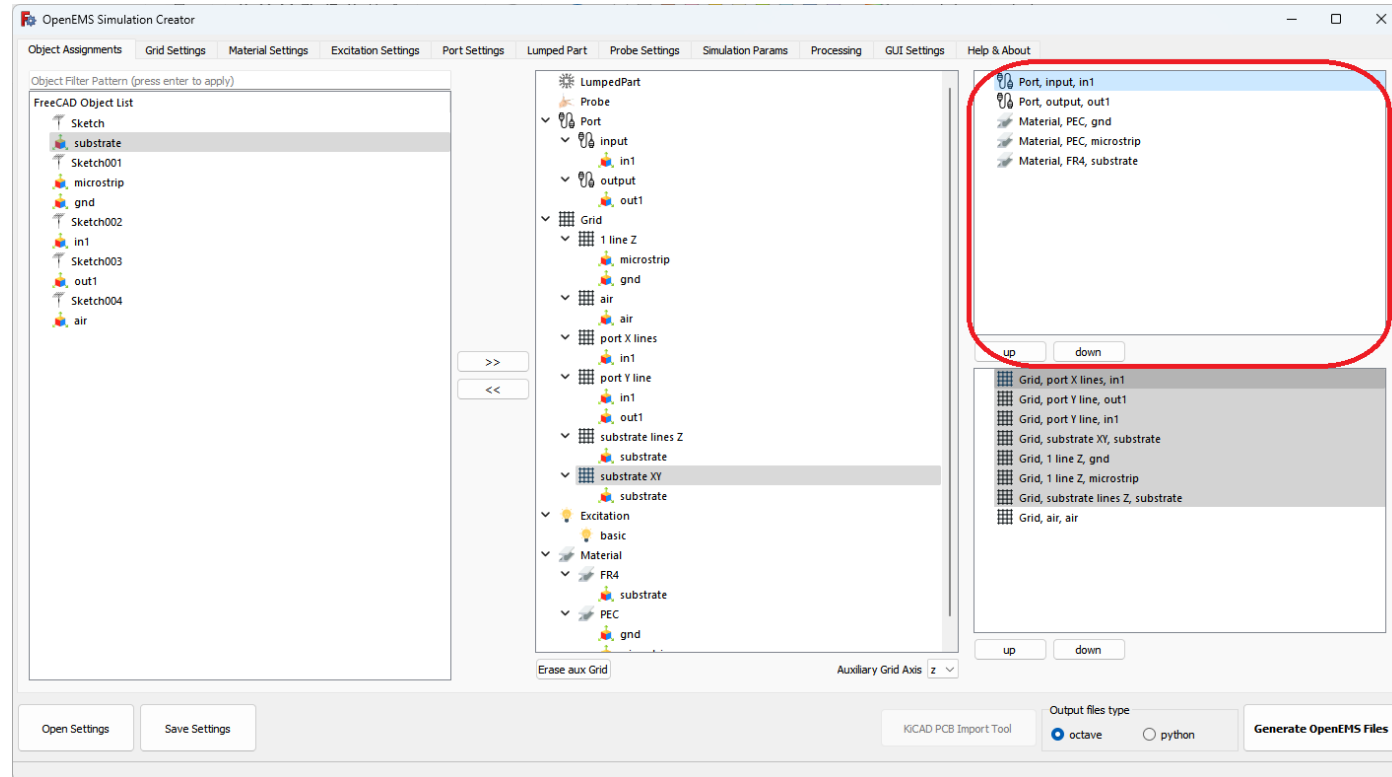 OpenEMS Simulation Creator
Object Assignments Grid Settings Material Settings Excitation Settings Port Settings Lumped Part Probe Settings Simulation Params Processing GUI Settings Help & About
Object Filter Pattern (press enter to apply)
FreeCAD Object List
Sketch
substrate
Sketch001
microstrip
gnd
Sketch002
in1
Sketch003
out1
Sketch004
air
>>
<<
LumpedPart
Probe
Port
input
in1
output
out1
Grid
1 line Z
microstrip
gnd
air
air
port X lines
in1
port Y line
in1
out1
substrate lines Z
substrate
substrate XY
substrate
Excitation
basic
Material
FR4
substrate
PEC
gnd
Erase aux Grid
Auxiliary Grid Axis z
Port, input, in1
Port, output, out1
Material, PEC, gnd
Material, PEC, microstrip
Material, FR4, substrate
up down
Grid, port X lines, in1
Grid, port Y line, out1
Grid, port Y line, in1
Grid, substrate XY, substrate
Grid, 1 line Z, gnd
Grid, 1 line Z, microstrip
Grid, substrate lines Z, substrate
Grid, air, air
up down
Open Settings Save Settings
KiCAD PCB Import Tool
Output files type
octave python
Generate OpenEMS Files